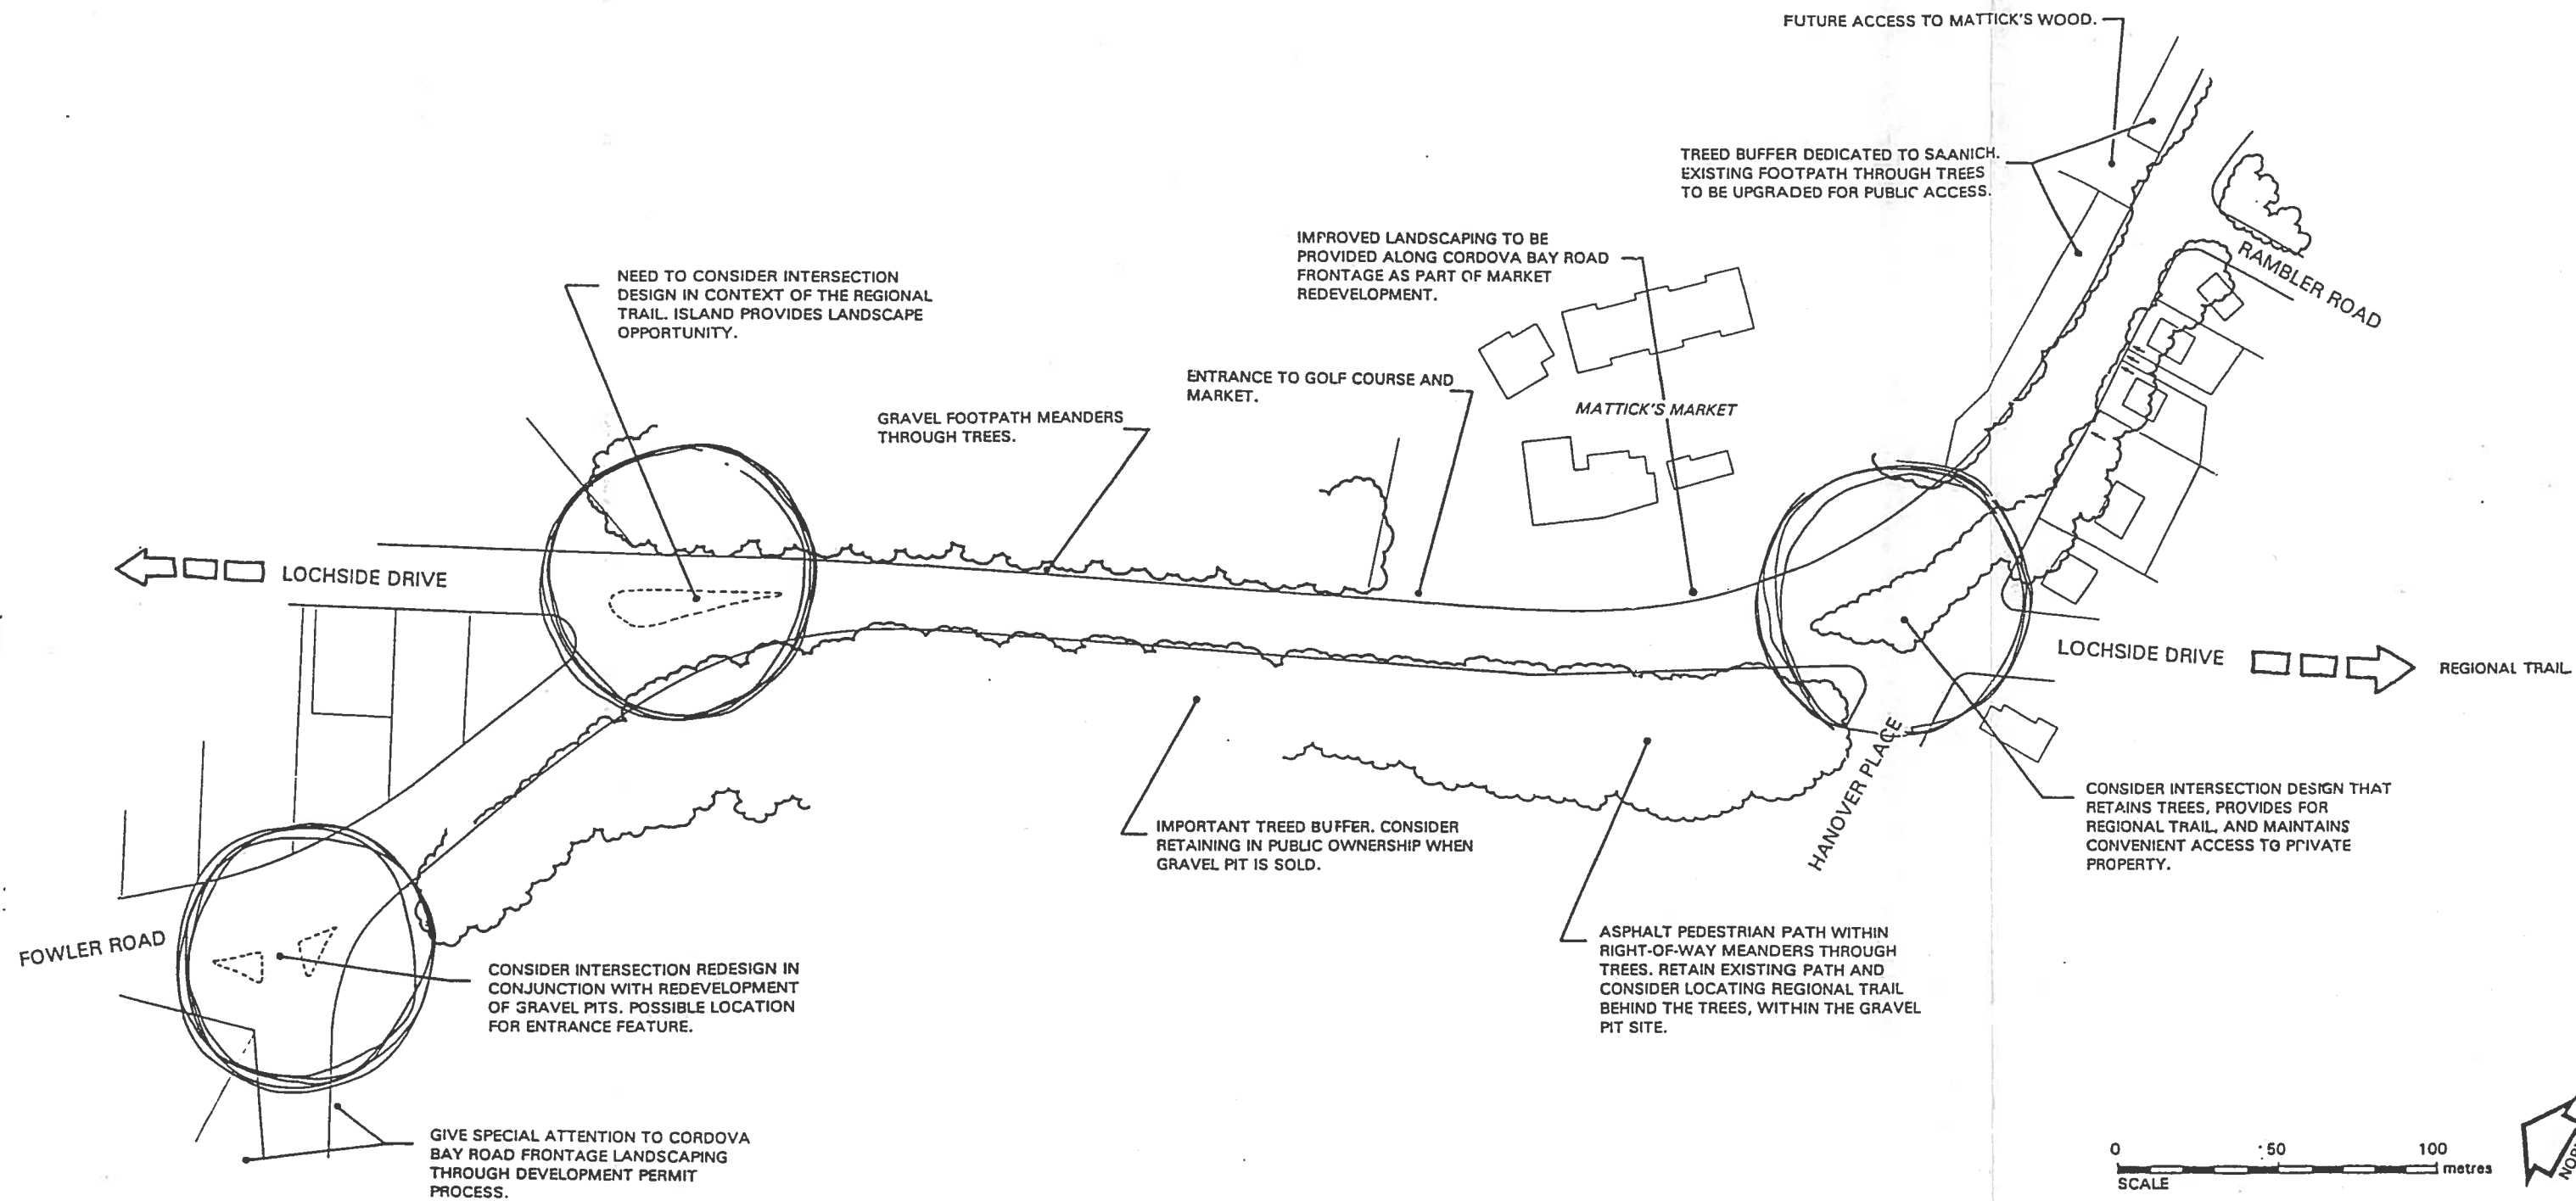 FUTURE ACCESS TO MATTICK'S WOOD.
TREED BUFFER DEDICATED TO SAANICH.
EXISTING FOOTPATH THROUGH TREES
TO BE UPGRADED FOR PUBLIC ACCESS.
IMPROVED LANDSCAPING TO BE
PROVIDED ALONG CORDOVA BAY ROAD
FRONTAGE AS PART OF MARKET
REDEVELOPMENT.
RAMBLER ROAD
NEED TO CONSIDER INTERSECTION
DESIGN IN CONTEXT OF THE REGIONAL
TRAIL. ISLAND PROVIDES LANDSCAPE
OPPORTUNITY.
ENTRANCE TO GOLF COURSE AND
MARKET.
MATTICK'S MARKET
GRAVEL FOOTPATH MEANDERS
THROUGH TREES.
LOCHSIDE DRIVE
LOCHSIDE DRIVE
REGIONAL TRAIL
HANOVER PLACE
CONSIDER INTERSECTION DESIGN THAT
RETAINS TREES, PROVIDES FOR
REGIONAL TRAIL, AND MAINTAINS
CONVENIENT ACCESS TO PRIVATE
PROPERTY.
IMPORTANT TREED BUFFER. CONSIDER
RETAINING IN PUBLIC OWNERSHIP WHEN
GRAVEL PIT IS SOLD.
ASPHALT PEDESTRIAN PATH WITHIN
RIGHT-OF-WAY MEANDERS THROUGH
TREES. RETAIN EXISTING PATH AND
CONSIDER LOCATING REGIONAL TRAIL
BEHIND THE TREES, WITHIN THE GRAVEL
PIT SITE.
FOWLER ROAD
CONSIDER INTERSECTION REDESIGN IN
CONJUNCTION WITH REDEVELOPMENT
OF GRAVEL PITS. POSSIBLE LOCATION
FOR ENTRANCE FEATURE.
GIVE SPECIAL ATTENTION TO CORDOVA
BAY ROAD FRONTAGE LANDSCAPING
THROUGH DEVELOPMENT PERMIT
PROCESS.
0 50 100
metres
SCALE